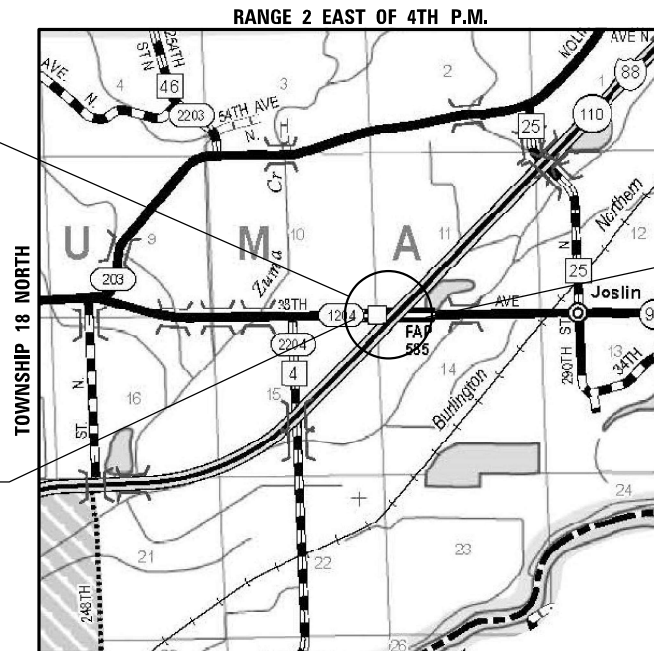 RANGE 2 EAST OF 4TH P.M.
TOWNSHIP 18 NORTH
AVE. N.
4
254TH
ST N
46
2203
54TH AVE
N.
3
2
AVE N.
1
88
110
25
Cr
U M A
9
10
11
12
Zuma
N
Northern
203
25
Joslin
38TH
1204
AVE
9
FAP
585
2204
4
ST.
290TH
34TH
13
14
15
16
N.
ST.
Burlington
24
21
22
23
248TH
26